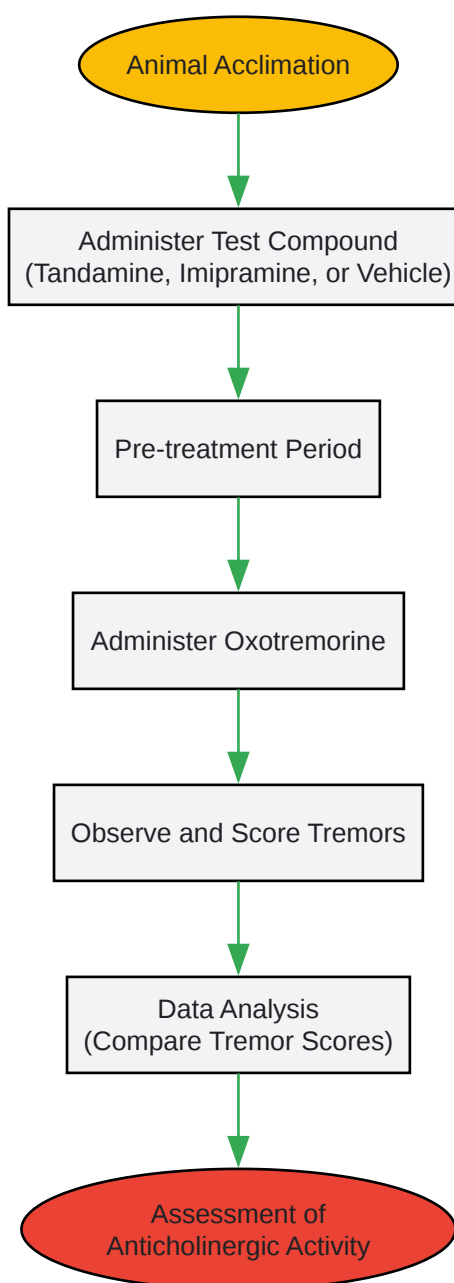 Animal Acclimation
Administer Test Compound
(Tandamine, Imipramine, or Vehicle)
Pre-treatment Period
Administer Oxotremorine
Observe and Score Tremors
Data Analysis
(Compare Tremor Scores)
Assessment of
Anticholinergic Activity